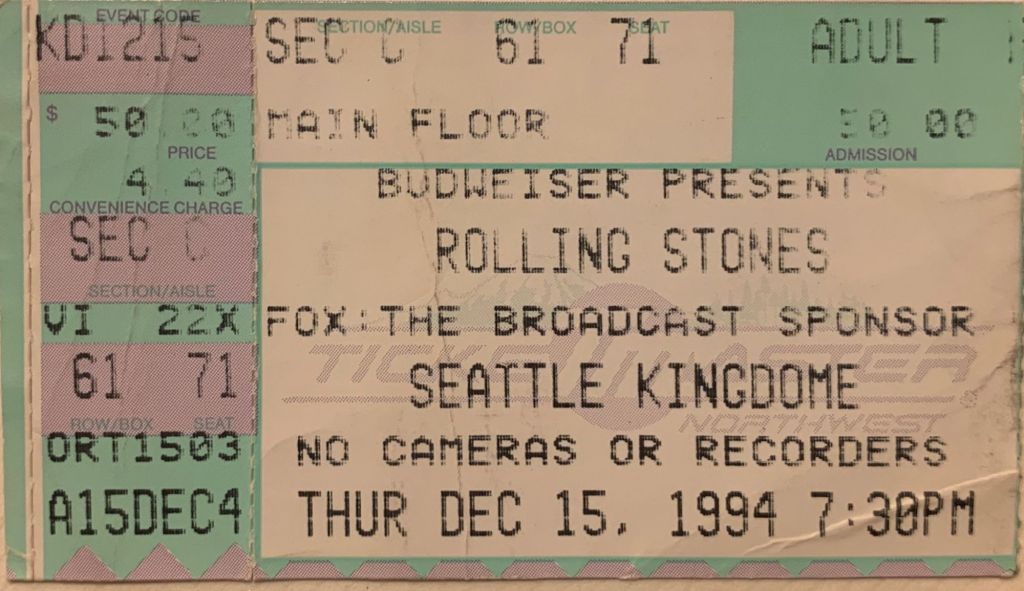 EVENT CODE
KD1215
$ 50.00
PRICE
4.40
CONVENIENCE CHARGE
SEC C
SECTION/AISLE
VI 22X
61 71
ROW/BOX SEAT
ORT1503
A15DEC4
SECTION/AISLE ROW/BOX SEAT
SEC C 61 71 ADULT
MAIN FLOOR 50.00
ADMISSION
BUDWEISER PRESENTS
ROLLING STONES
FOX:THE BROADCAST SPONSOR
TICKETMASTER
SEATTLE KINGDOME
NORTHWEST
NO CAMERAS OR RECORDERS
THUR DEC 15, 1994 7:30PM